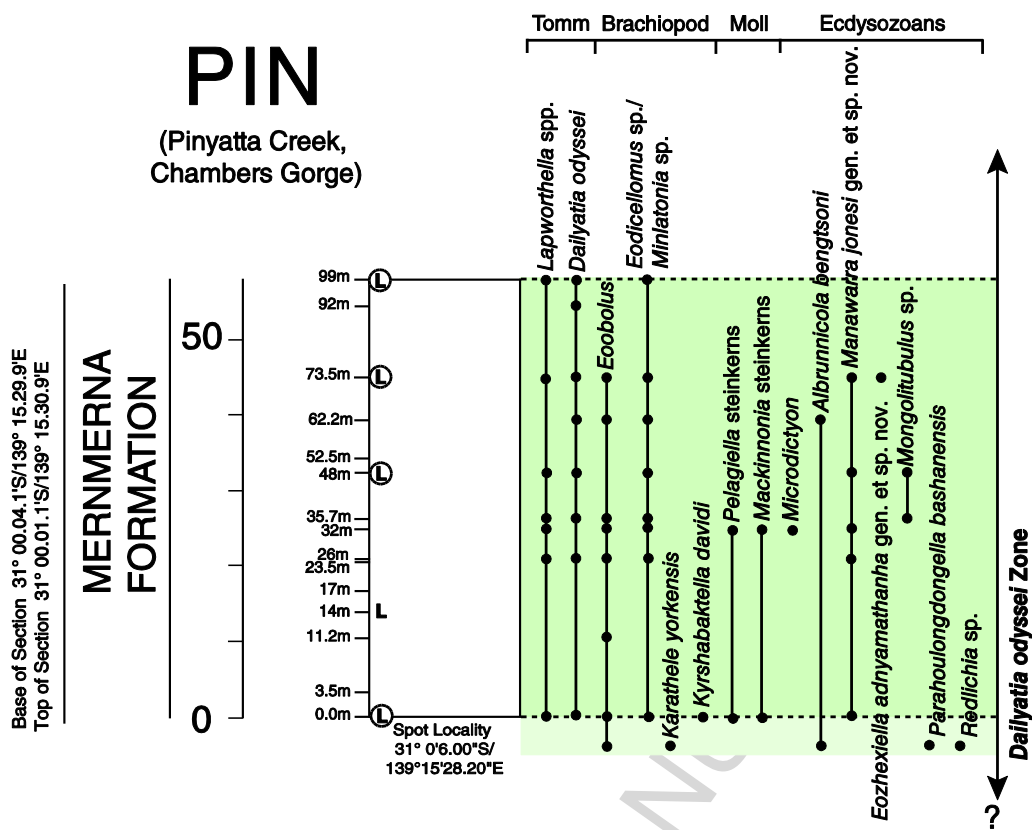 Tomm Brachiopod Moll Ecdysozoans
PIN
(Pinyatta Creek,
Chambers Gorge)
Lapworthella spp.
Dailyatia odyssei
Eodicellomus sp./
Minlatonia sp.
Eoobolus
Karathele yorkensis
Kyrshabaktella davidi
Pelagiella steinkerns
Mackinnonia steinkerns
Microdictyon
Albrunnicola bengtsoni
Manawarra jonesi gen. et sp. nov.
Eozhexiella adnyamathanha gen. et sp. nov.
Mongolitubulus sp.
Parahoulongdongella bashanensis
Redlichia sp.
Base of Section 31° 00.04.1'S/139° 15.29.9'E
Top of Section 31° 00.01.1'S/139° 15.30.9'E
MERNMERNA
FORMATION
50
0
99m L
92m
73.5m L
62.2m
52.5m
48m L
35.7m
32m
26m
23.5m
17m
14m L
11.2m
3.5m
0.0m L
Spot Locality
31° 0'6.00"S/
139°15'28.20"E
Dailyatia odyssei Zone
?